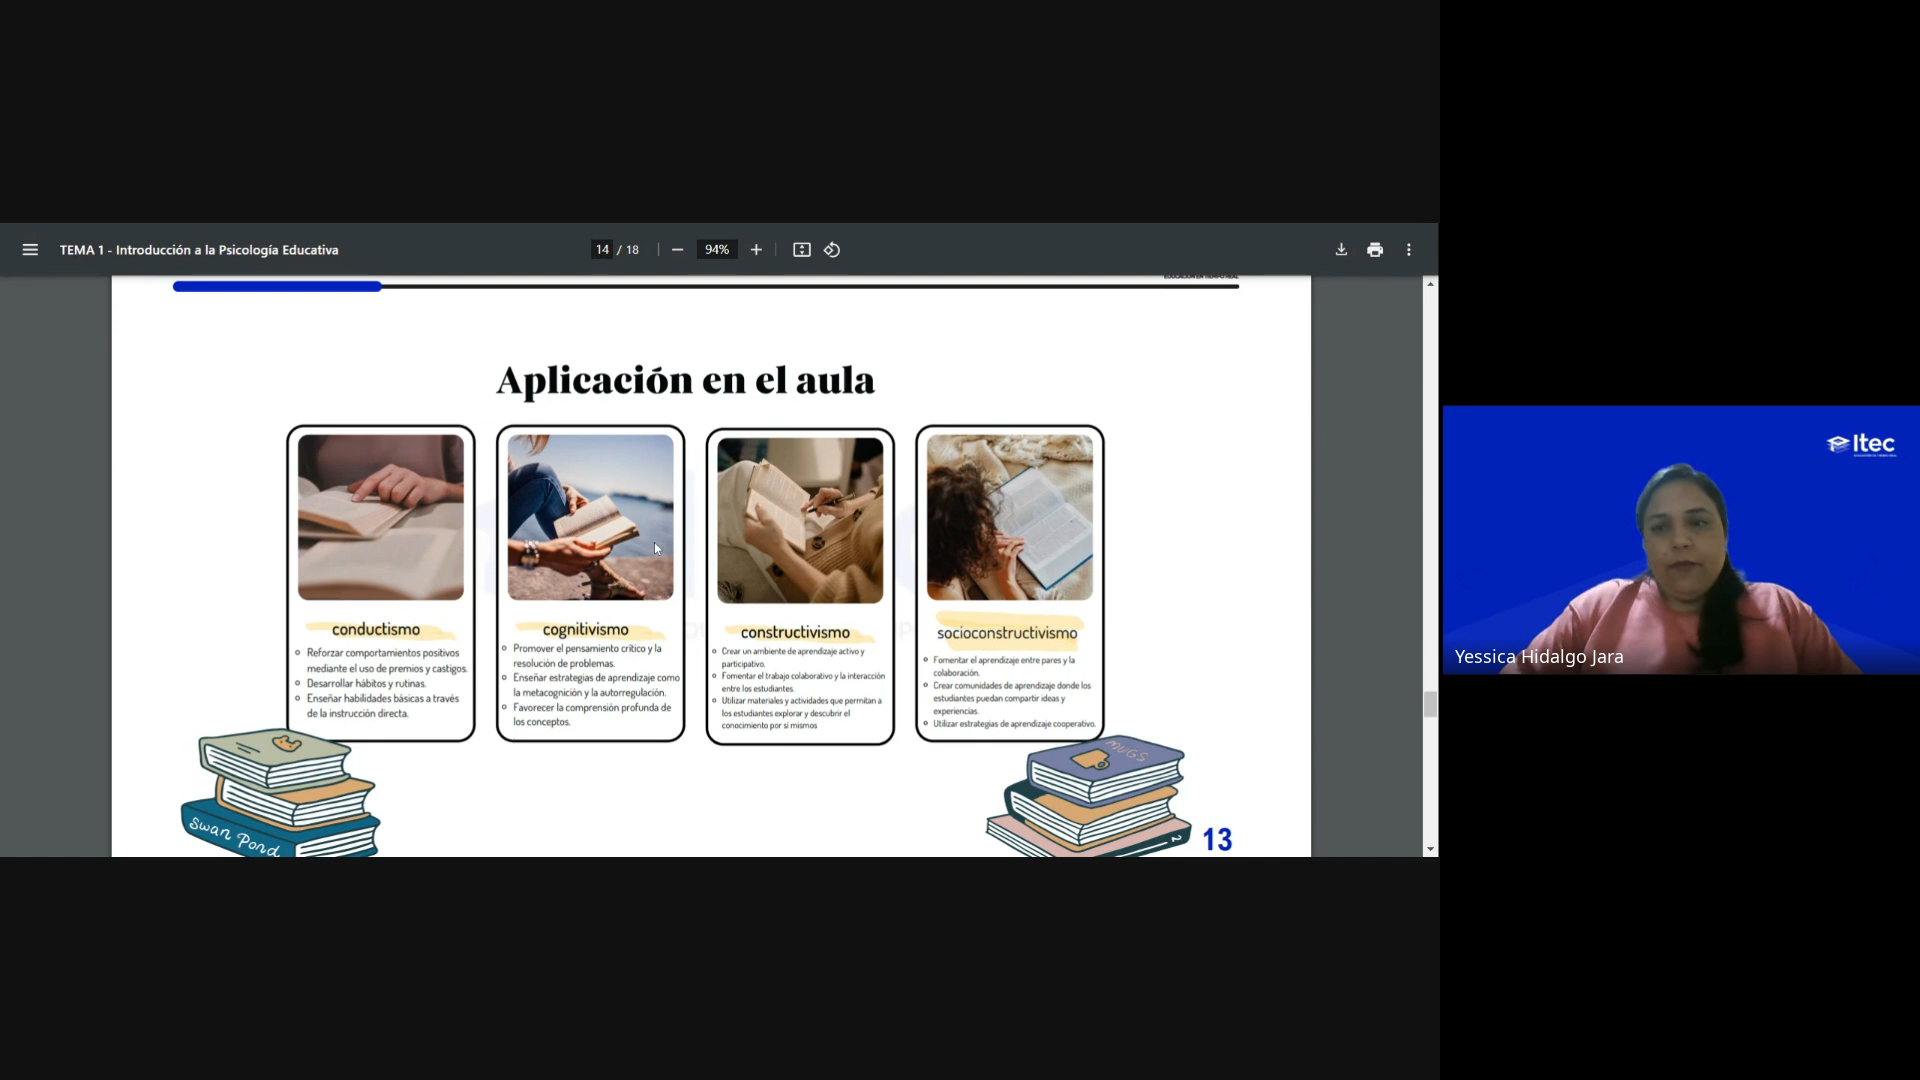 TEMA 1 - Introducción a la Psicología Educativa
14 / 18
94%
Aplicación en el aula
conductismo
Reforzar comportamientos positivos
mediante el uso de premios y castigos.
Desarrollar hábitos y rutinas.
Enseñar habilidades básicas a través
de la instrucción directa.
cognitivismo
Promover el pensamiento crítico y la
resolución de problemas.
Enseñar estrategias de aprendizaje como
la metacognición y la autorregulación.
Favorecer la comprensión profunda de
los conceptos.
constructivismo
Crear un ambiente de aprendizaje activo y
participativo.
Fomentar el trabajo colaborativo y la interacción
entre los estudiantes.
Utilizar materiales y actividades que permitan a
los estudiantes explorar y descubrir el
conocimiento por sí mismos
socioconstructivismo
Fomentar el aprendizaje entre pares y la
colaboración.
Crear comunidades de aprendizaje donde los
estudiantes puedan compartir ideas y
experiencias.
Utilizar estrategias de aprendizaje cooperativo.
Swan Pond
MUGS
2
13
Itec
Yessica Hidalgo Jara